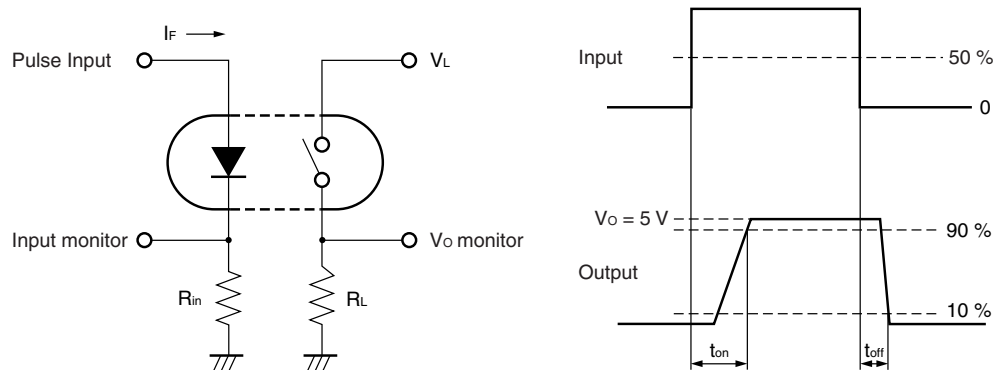 IF
Pulse Input
VL
Input monitor
VO monitor
Rin
RL
Input
50 %
0
VO = 5 V
90 %
Output
10 %
ton
toff